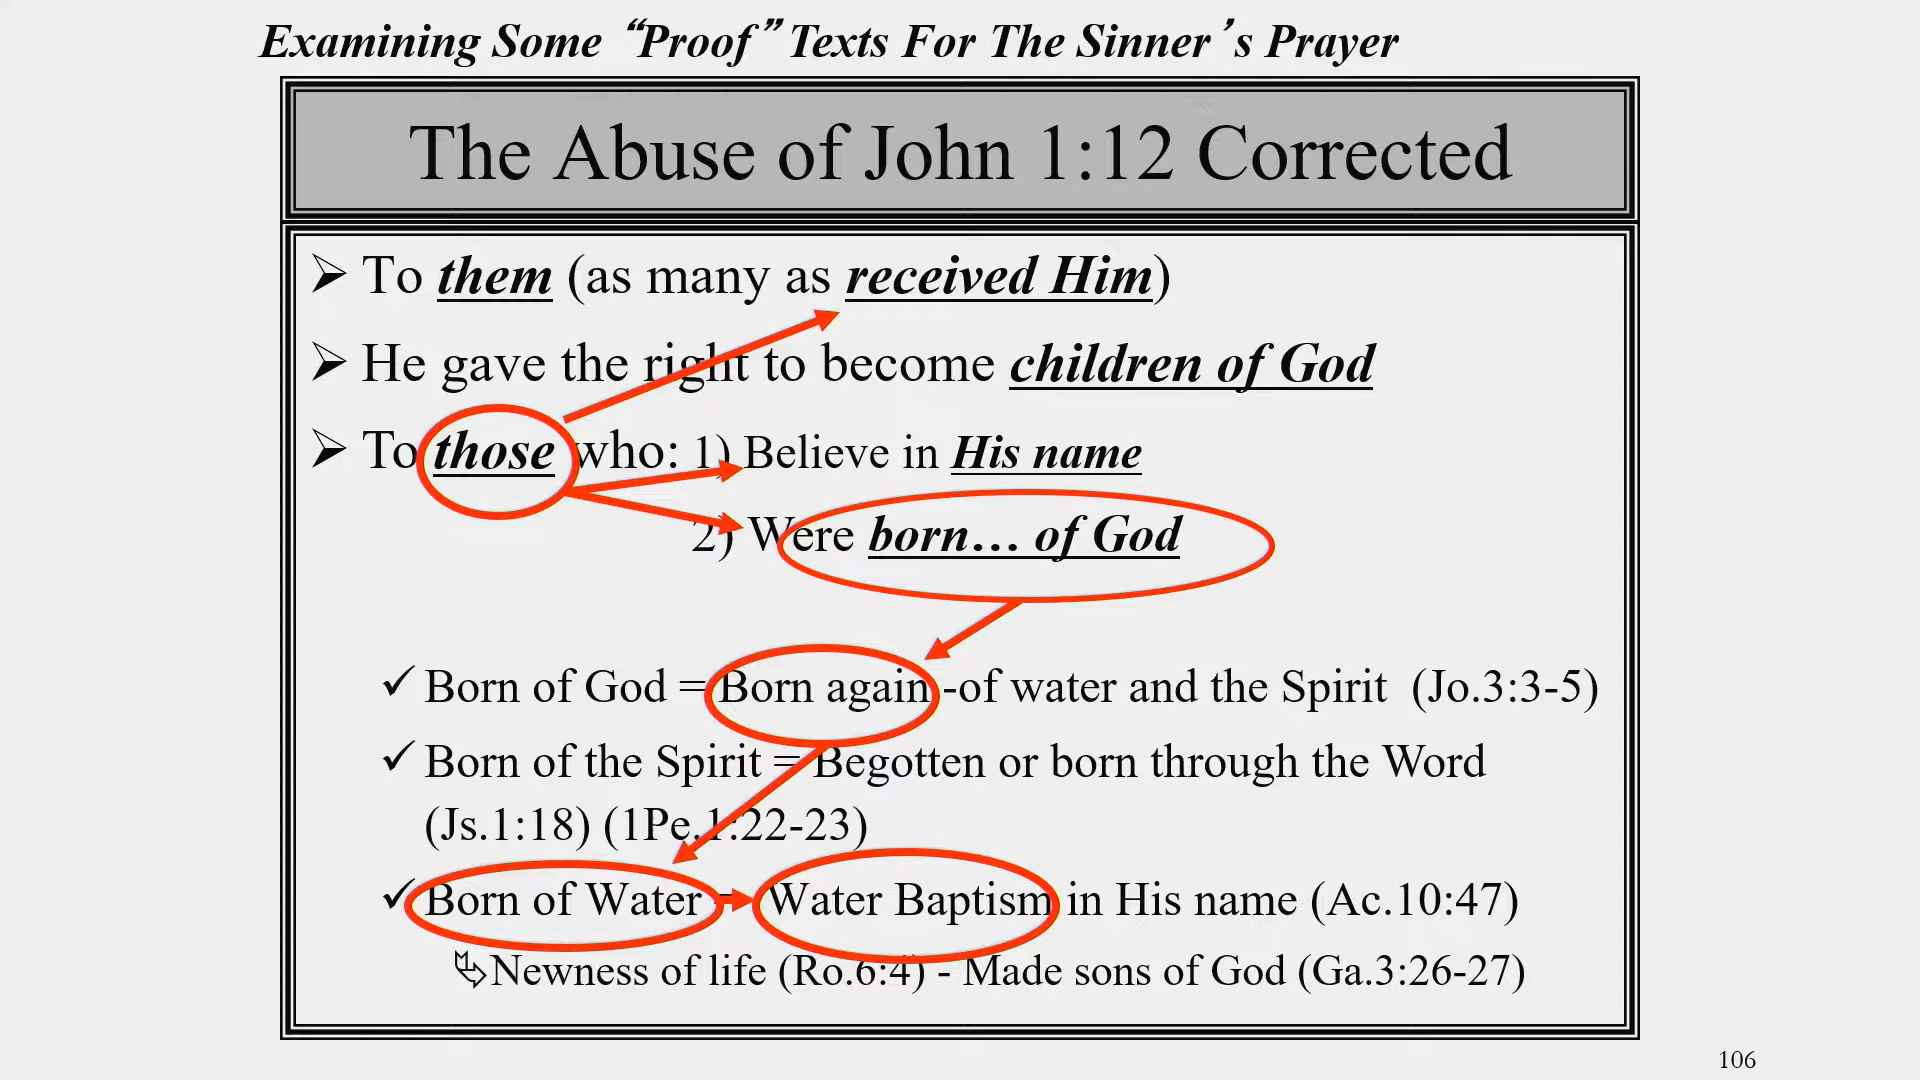 Examining Some “Proof” Texts For The Sinner’s Prayer
The Abuse of John 1:12 Corrected
To them (as many as received Him)
He gave the right to become children of God
To those who: 1) Believe in His name
2) Were born... of God
Born of God = Born again -of water and the Spirit (Jo.3:3-5)
Born of the Spirit = Begotten or born through the Word
(Js.1:18) (1Pe.1:22-23)
Born of Water = Water Baptism in His name (Ac.10:47)
Newness of life (Ro.6:4) - Made sons of God (Ga.3:26-27)
106